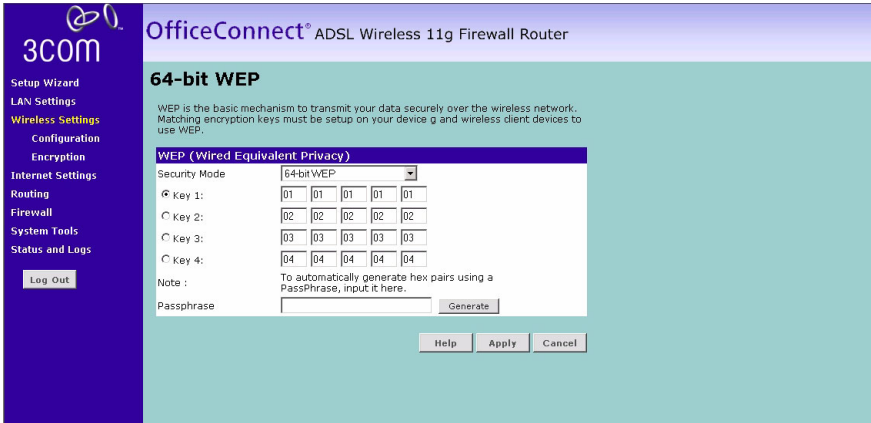 3COM
OfficeConnect® ADSL Wireless 11g Firewall Router
Setup Wizard
LAN Settings
Wireless Settings
Configuration
Encryption
Internet Settings
Routing
Firewall
System Tools
Status and Logs
Log Out
64-bit WEP
WEP is the basic mechanism to transmit your data securely over the wireless network.
Matching encryption keys must be setup on your device g and wireless client devices to
use WEP.
WEP (Wired Equivalent Privacy)
Security Mode 64-bit WEP
Key 1: 01 01 01 01 01
Key 2: 02 02 02 02 02
Key 3: 03 03 03 03 03
Key 4: 04 04 04 04 04
Note : To automatically generate hex pairs using a
PassPhrase, input it here.
Passphrase Generate
Help Apply Cancel